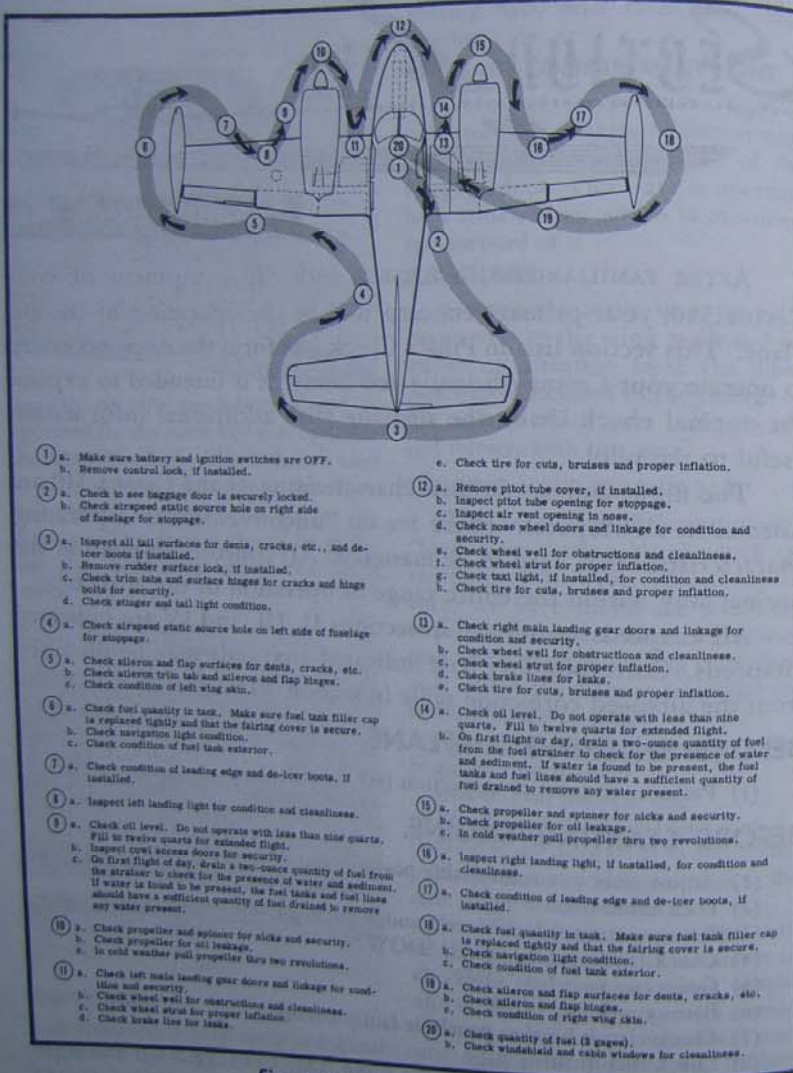 SECTION
AFTER FAMILIARIZING
1
2
3
4
5
6
7
8
9
10
11
12
13
14
15
16
17
18
19
20
1 a. Make sure battery and ignition switches are OFF.
b. Remove control lock, if installed.
2 a. Check to see baggage door is securely locked.
b. Check airspeed static source hole on right side
of fuselage for stoppage.
3 a. Inspect all tail surfaces for dents, cracks, etc., and de-
icer boots if installed.
b. Remove rudder surface lock, if installed.
c. Check trim tabs and surface hinges for cracks and hinge
bolts for security.
d. Check stinger and tail light condition.
4 a. Check airspeed static source hole on left side of fuselage
for stoppage.
5 a. Check aileron and flap surfaces for dents, cracks, etc.
b. Check aileron trim tab and aileron and flap hinges.
c. Check condition of left wing skin.
6 a. Check fuel quantity in tank. Make sure fuel tank filler cap
is replaced tightly and that the fairing cover is secure.
b. Check navigation light condition.
c. Check condition of fuel tank exterior.
7 a. Check condition of leading edge and de-icer boots, if
installed.
8 a. Inspect left landing light for condition and cleanliness.
9 a. Check oil level. Do not operate with less than nine quarts.
Fill to twelve quarts for extended flight.
b. Inspect cowl access doors for security.
c. On first flight of day, drain a two-ounce quantity of fuel from
the strainer to check for the presence of water and sediment.
If water is found to be present, the fuel tanks and fuel lines
should have a sufficient quantity of fuel drained to remove
any water present.
10 a. Check propeller and spinner for nicks and security.
b. Check propeller for oil leakage.
c. In cold weather pull propeller thru two revolutions.
11 a. Check left main landing gear doors and linkage for cond-
ition and security.
b. Check wheel well for obstructions and cleanliness.
c. Check wheel strut for proper inflation.
d. Check brake line for leaks.
e. Check tire for cuts, bruises and proper inflation.
12 a. Remove pitot tube cover, if installed.
b. Inspect pitot tube opening for stoppage.
c. Inspect air vent opening in nose.
d. Check nose wheel doors and linkage for condition and
security.
e. Check wheel well for obstructions and cleanliness.
f. Check wheel strut for proper inflation.
g. Check taxi light, if installed, for condition and cleanliness
h. Check tire for cuts, bruises and proper inflation.
13 a. Check right main landing gear doors and linkage for
condition and security.
b. Check wheel well for obstructions and cleanliness.
c. Check wheel strut for proper inflation.
d. Check brake lines for leaks.
e. Check tire for cuts, bruises and proper inflation.
14 a. Check oil level. Do not operate with less than nine
quarts. Fill to twelve quarts for extended flight.
b. On first flight or day, drain a two-ounce quantity of fuel
from the fuel strainer to check for the presence of water
and sediment. If water is found to be present, the fuel
tanks and fuel lines should have a sufficient quantity of
fuel drained to remove any water present.
15 a. Check propeller and spinner for nicks and security.
b. Check propeller for oil leakage.
c. In cold weather pull propeller thru two revolutions.
16 a. Inspect right landing light, if installed, for condition and
cleanliness.
17 a. Check condition of leading edge and de-icer boots, if
installed.
18 a. Check fuel quantity in tank. Make sure fuel tank filler cap
is replaced tightly and that the fairing cover is secure.
b. Check navigation light condition.
c. Check condition of fuel tank exterior.
19 a. Check aileron and flap surfaces for dents, cracks, etc.
b. Check aileron and flap hinges.
c. Check condition of right wing skin.
20 a. Check quantity of fuel (3 gages).
b. Check windshield and cabin windows for cleanliness.